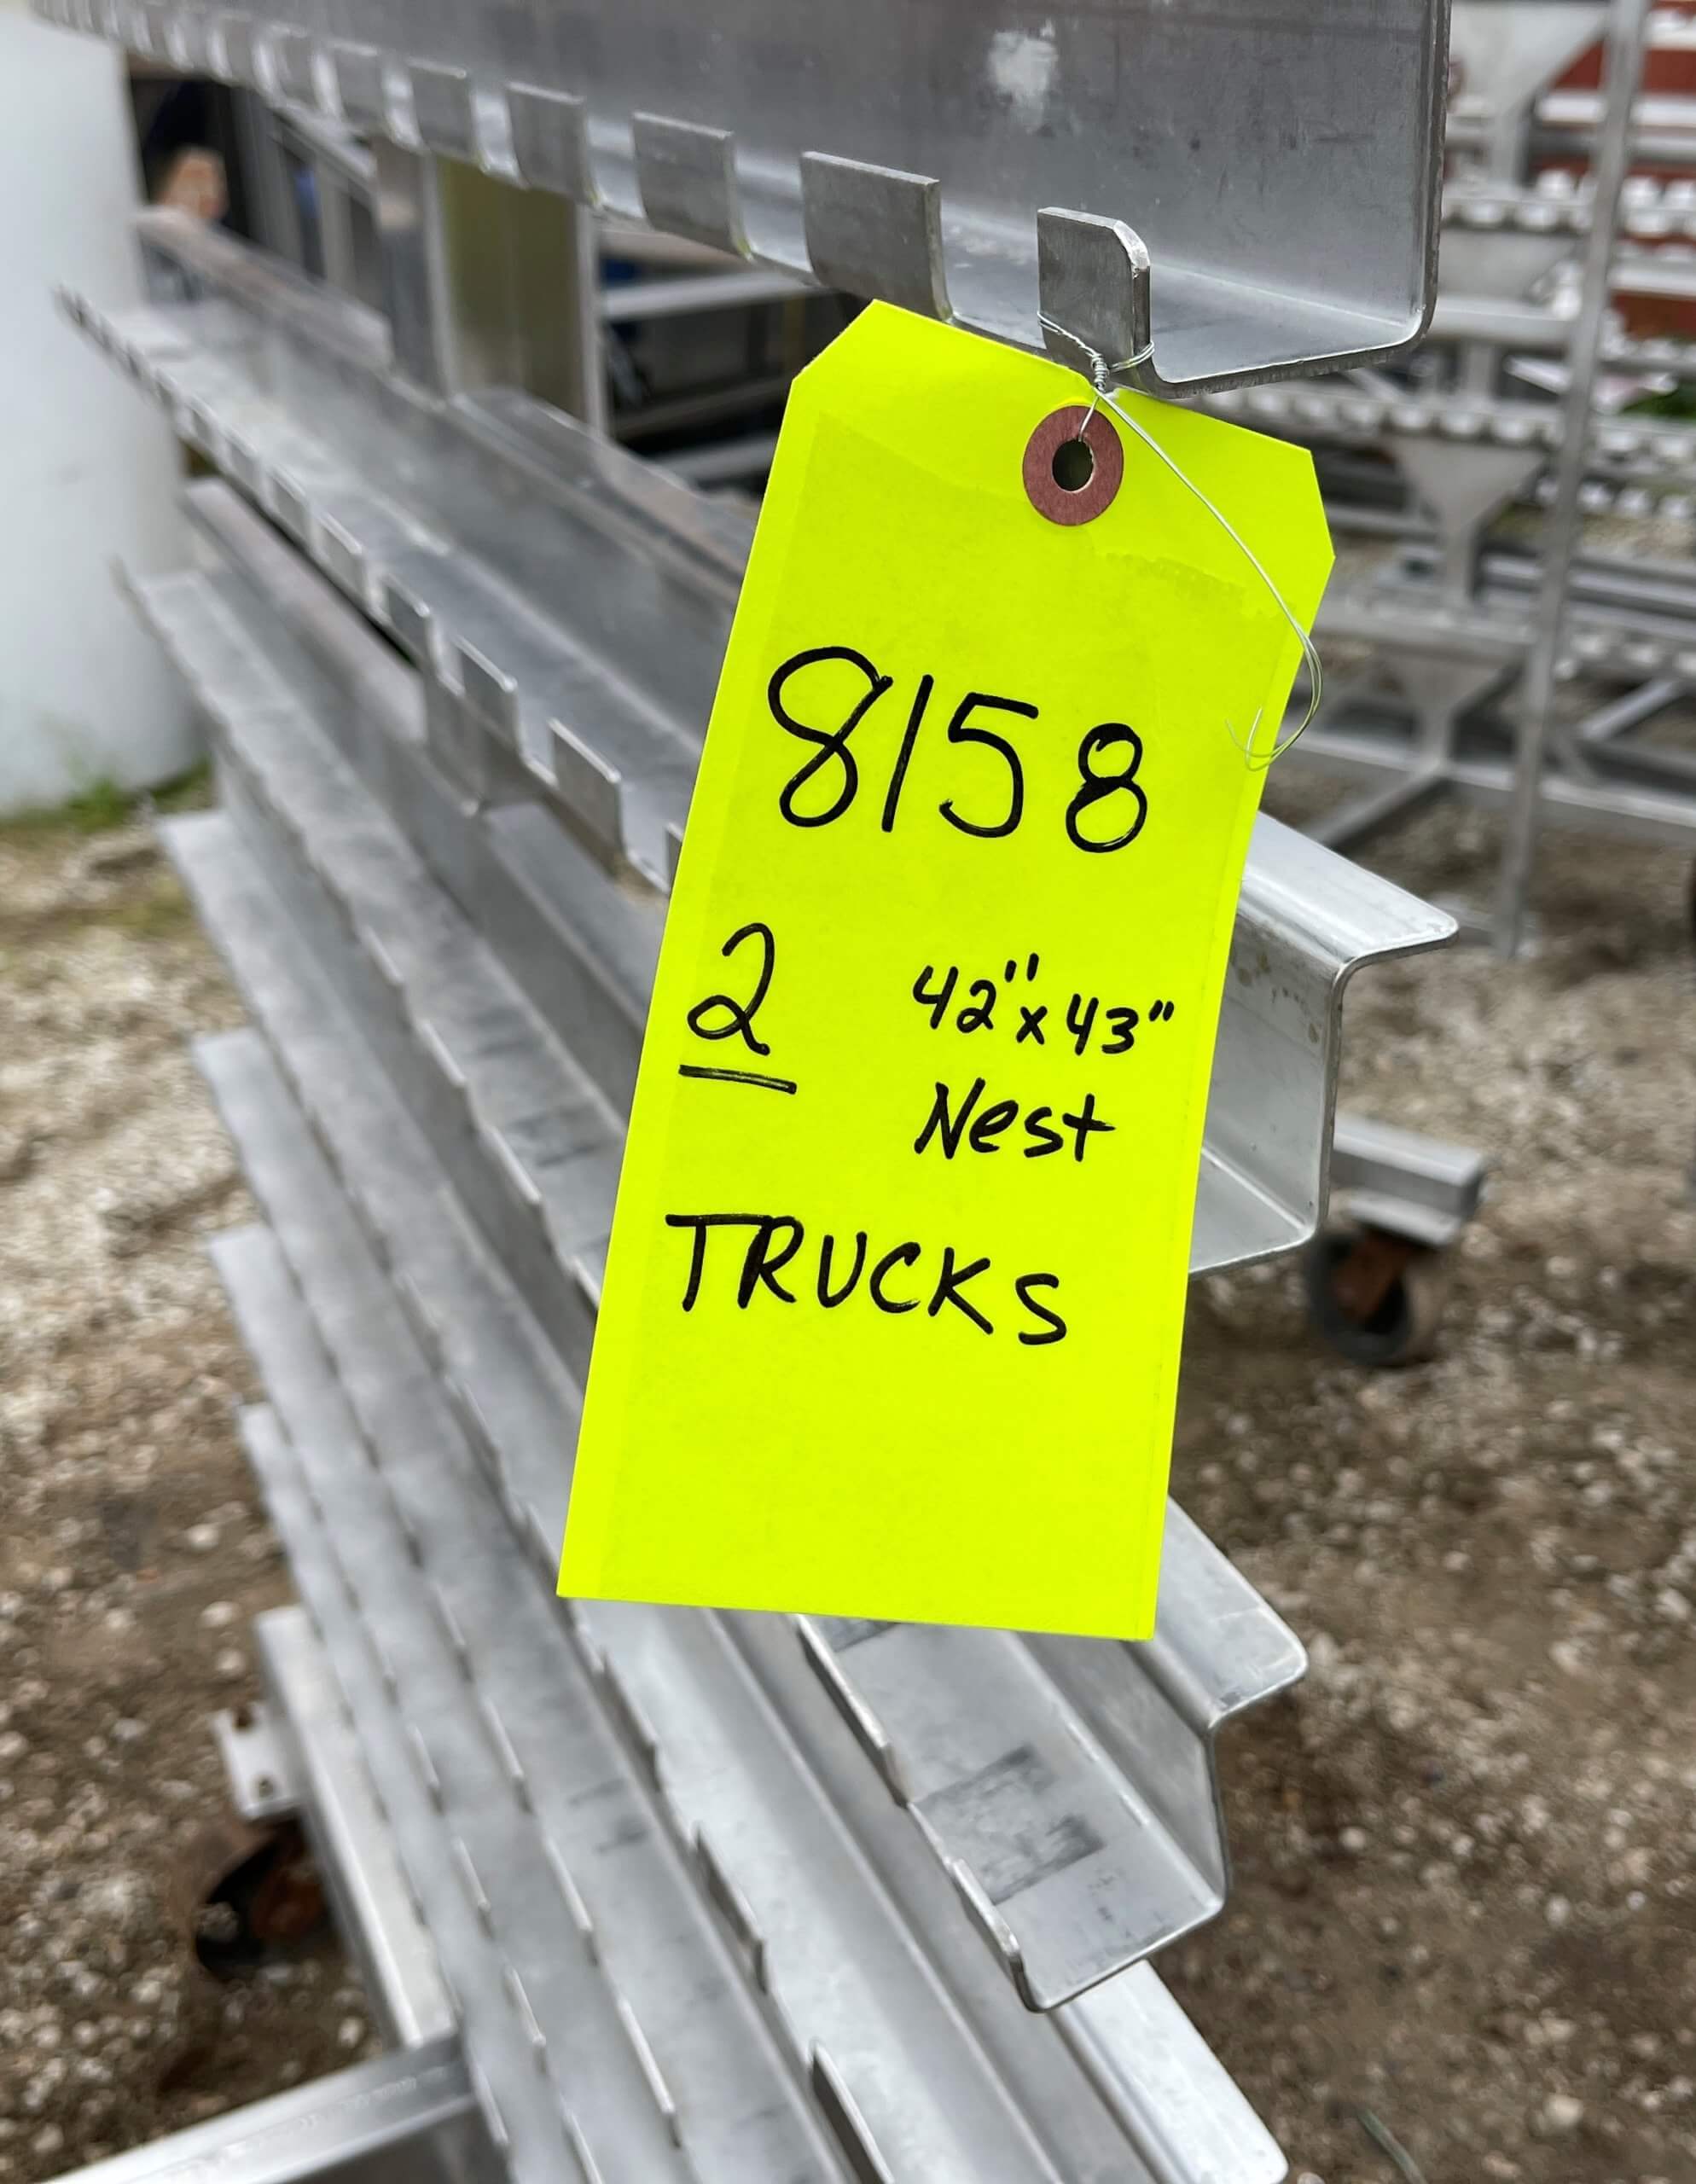 8158
2 42"x43"
Nest
TRUCKS